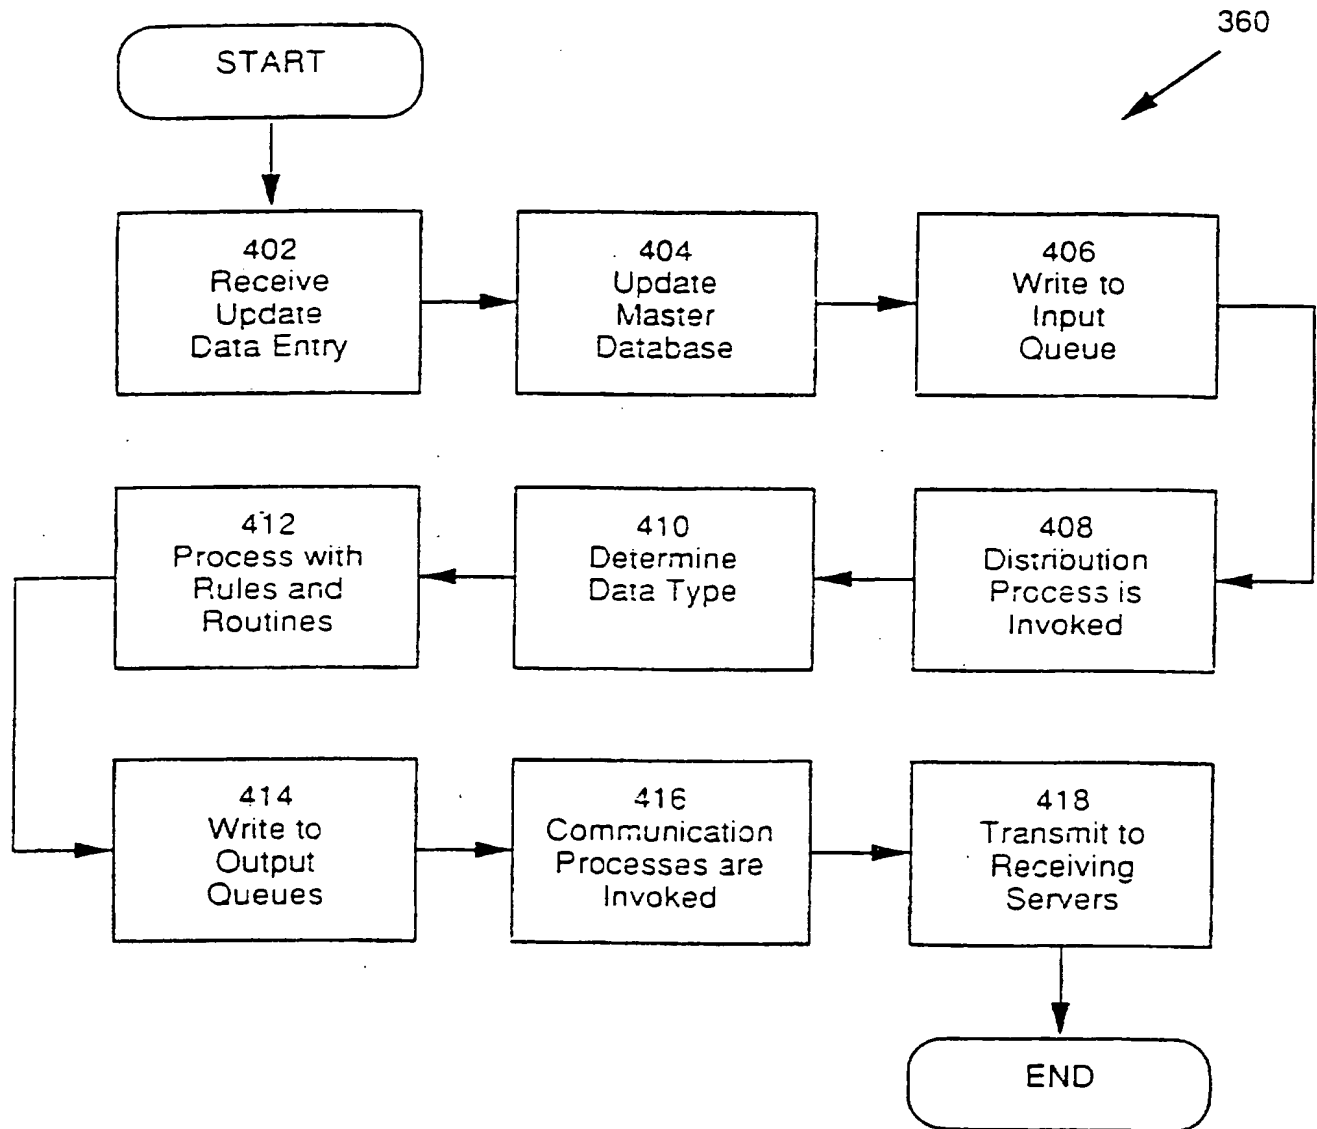 360
START
402
Receive
Update
Data Entry
404
Update
Master
Database
406
Write to
Input
Queue
412
Process with
Rules and
Routines
410
Determine
Data Type
408
Distribution
Process is
Invoked
414
Write to
Output
Queues
416
Communication
Processes are
Invoked
418
Transmit to
Receiving
Servers
END